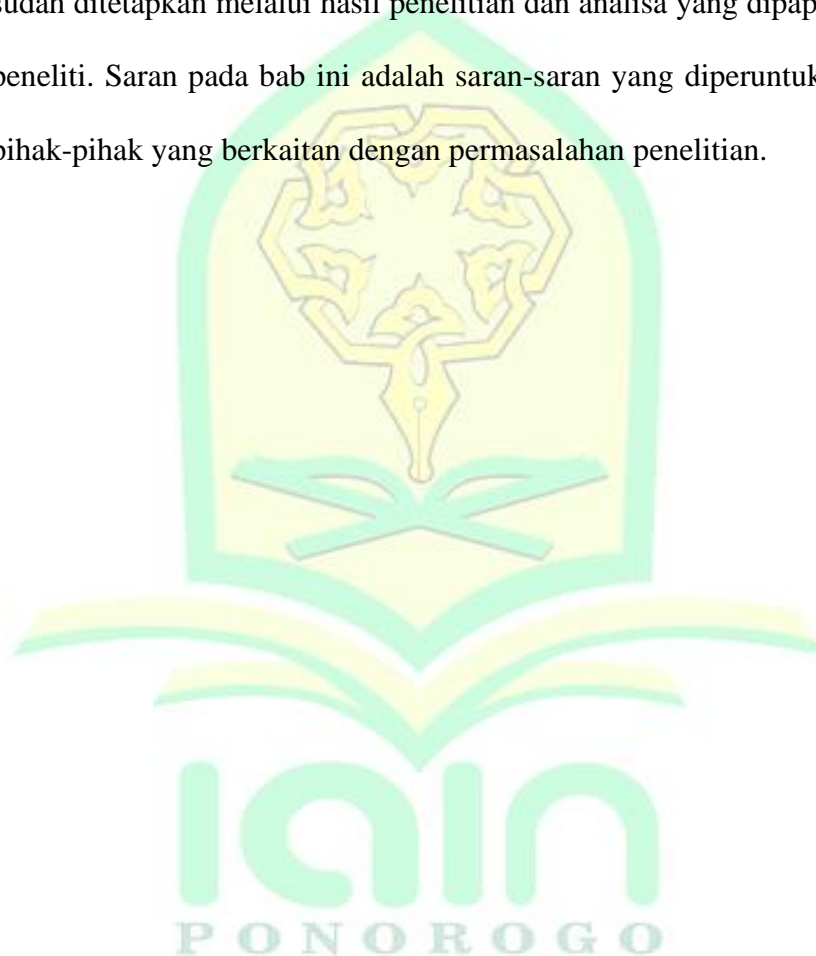 sudah ditetapkan melalui hasil penelitian dan analisa yang
peneliti. Saran pada bab ini adalah saran-saran yang
pihak-pihak yang berkaitan dengan permasalahan penelitian.
iain
PONOROGO